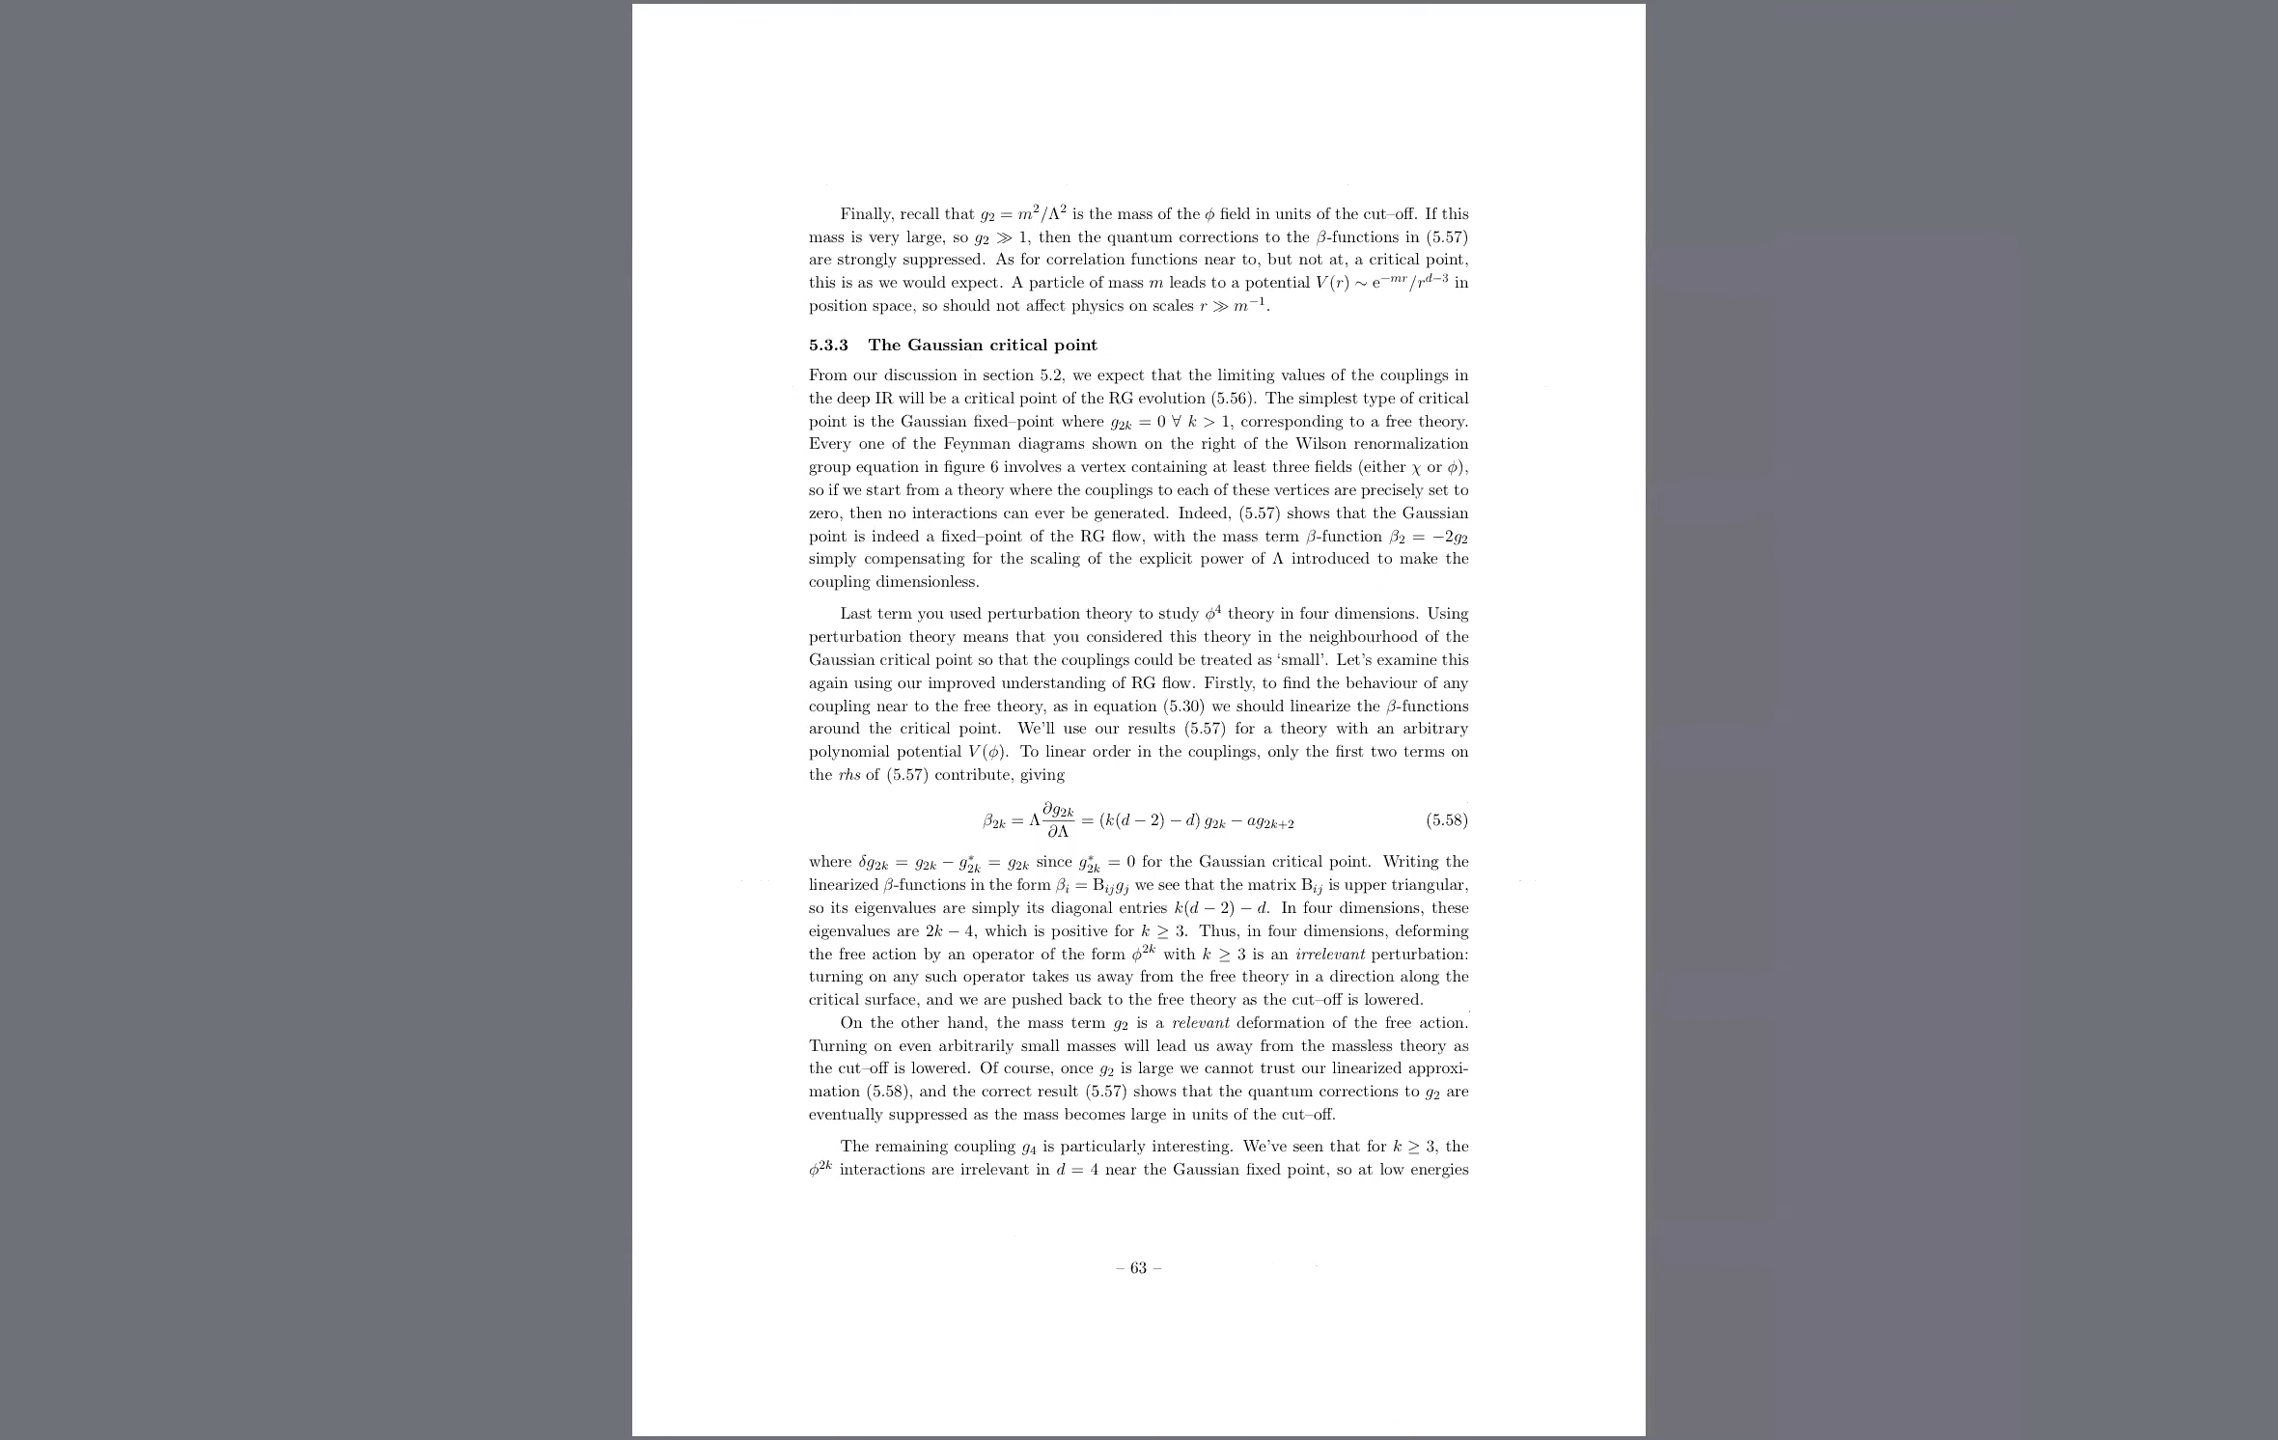 Finally, recall that g₂ = m²/Λ² is the mass of the ϕ field in units of the cut–off. If this
mass is very large, so g₂ ≫ 1, then the quantum corrections to the β-functions in (5.57)
are strongly suppressed. As for correlation functions near to, but not at, a critical point,
this is as we would expect. A particle of mass m leads to a potential V(r) ∼ e^{−mr}/r^{d−3} in
position space, so should not affect physics on scales r ≫ m⁻¹.
5.3.3 The Gaussian critical point
From our discussion in section 5.2, we expect that the limiting values of the couplings in
the deep IR will be a critical point of the RG evolution (5.56). The simplest type of critical
point is the Gaussian fixed–point where g_{2k} = 0 ∀ k > 1, corresponding to a free theory.
Every one of the Feynman diagrams shown on the right of the Wilson renormalization
group equation in figure 6 involves a vertex containing at least three fields (either χ or ϕ),
so if we start from a theory where the couplings to each of these vertices are precisely set to
zero, then no interactions can ever be generated. Indeed, (5.57) shows that the Gaussian
point is indeed a fixed–point of the RG flow, with the mass term β-function β₂ = −2g₂
simply compensating for the scaling of the explicit power of Λ introduced to make the
coupling dimensionless.
Last term you used perturbation theory to study ϕ⁴ theory in four dimensions. Using
perturbation theory means that you considered this theory in the neighbourhood of the
Gaussian critical point so that the couplings could be treated as ‘small’. Let’s examine this
again using our improved understanding of RG flow. Firstly, to find the behaviour of any
coupling near to the free theory, as in equation (5.30) we should linearize the β-functions
around the critical point. We’ll use our results (5.57) for a theory with an arbitrary
polynomial potential V(ϕ). To linear order in the couplings, only the first two terms on
the rhs of (5.57) contribute, giving
β_{2k} = Λ ∂g_{2k}/∂Λ = (k(d − 2) − d) g_{2k} − ag_{2k+2} (5.58)
where δg_{2k} = g_{2k} − g*_{2k} = g_{2k} since g*_{2k} = 0 for the Gaussian critical point. Writing the
linearized β-functions in the form β_i = B_{ij}g_j we see that the matrix B_{ij} is upper triangular,
so its eigenvalues are simply its diagonal entries k(d − 2) − d. In four dimensions, these
eigenvalues are 2k − 4, which is positive for k ≥ 3. Thus, in four dimensions, deforming
the free action by an operator of the form ϕ^{2k} with k ≥ 3 is an irrelevant perturbation:
turning on any such operator takes us away from the free theory in a direction along the
critical surface, and we are pushed back to the free theory as the cut–off is lowered.
On the other hand, the mass term g₂ is a relevant deformation of the free action.
Turning on even arbitrarily small masses will lead us away from the massless theory as
the cut–off is lowered. Of course, once g₂ is large we cannot trust our linearized approxi-
mation (5.58), and the correct result (5.57) shows that the quantum corrections to g₂ are
eventually suppressed as the mass becomes large in units of the cut–off.
The remaining coupling g₄ is particularly interesting. We’ve seen that for k ≥ 3, the
ϕ^{2k} interactions are irrelevant in d = 4 near the Gaussian fixed point, so at low energies
– 63 –